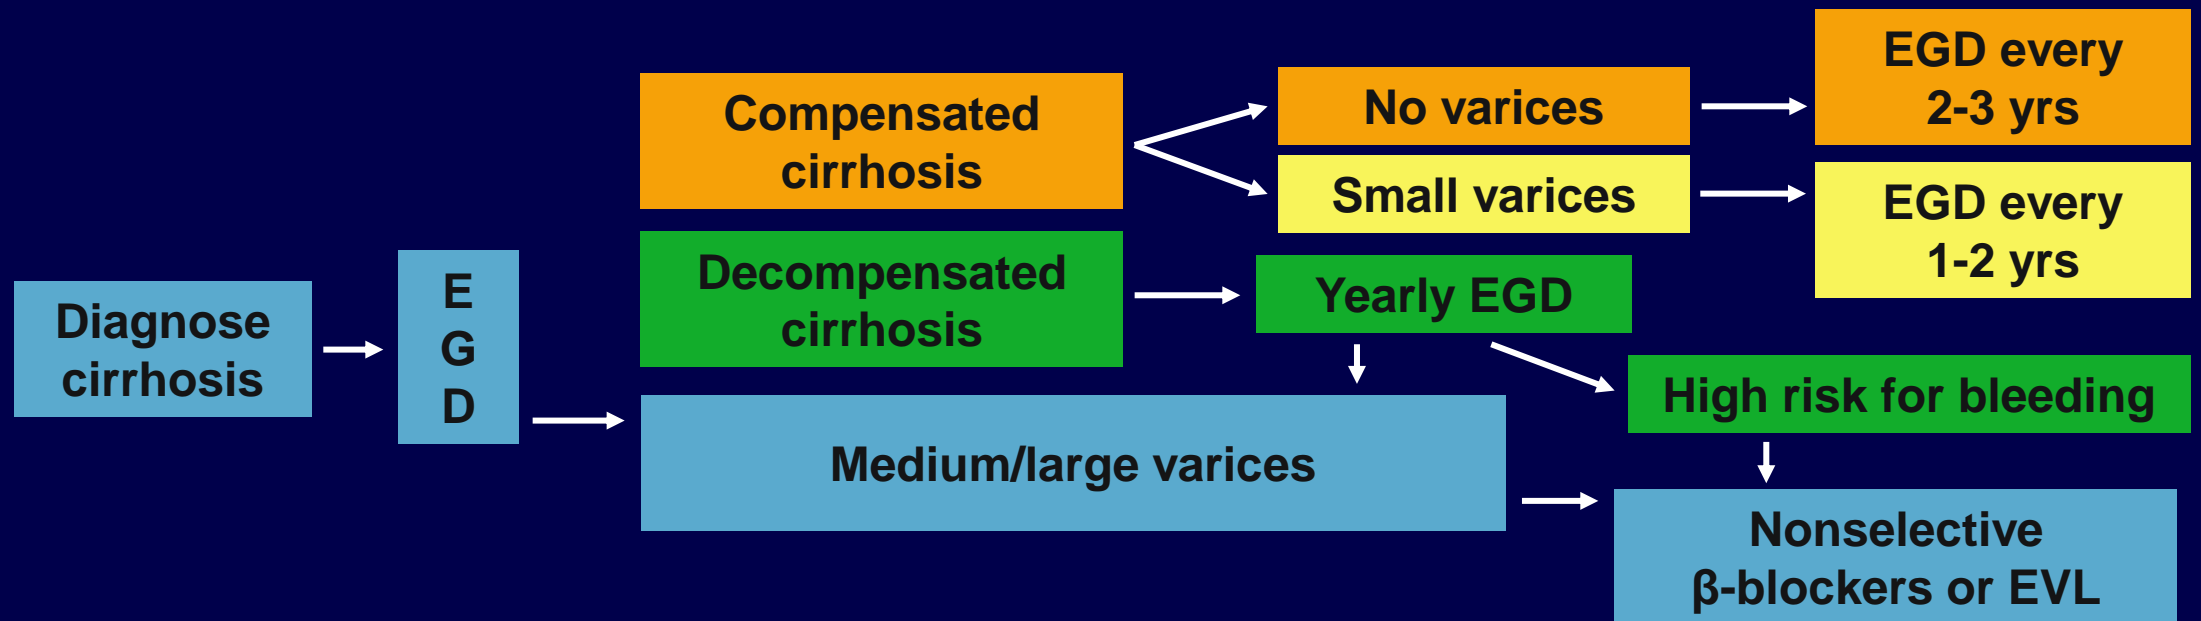 Diagnose
cirrhosis
E
G
D
Compensated
cirrhosis
No varices
EGD every
2-3 yrs
Small varices
EGD every
1-2 yrs
Decompensated
cirrhosis
Yearly EGD
High risk for bleeding
Medium/large varices
Nonselective
β-blockers or EVL